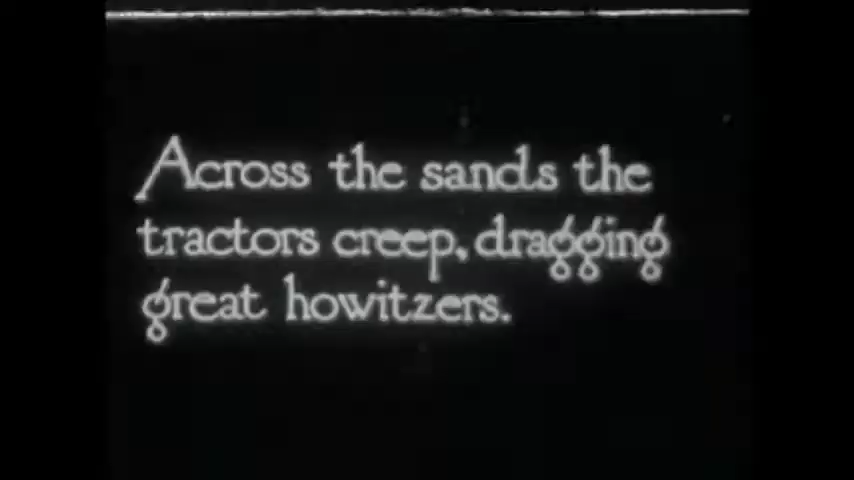 Across the sands the
tractors creep, dragging
great howitzers.